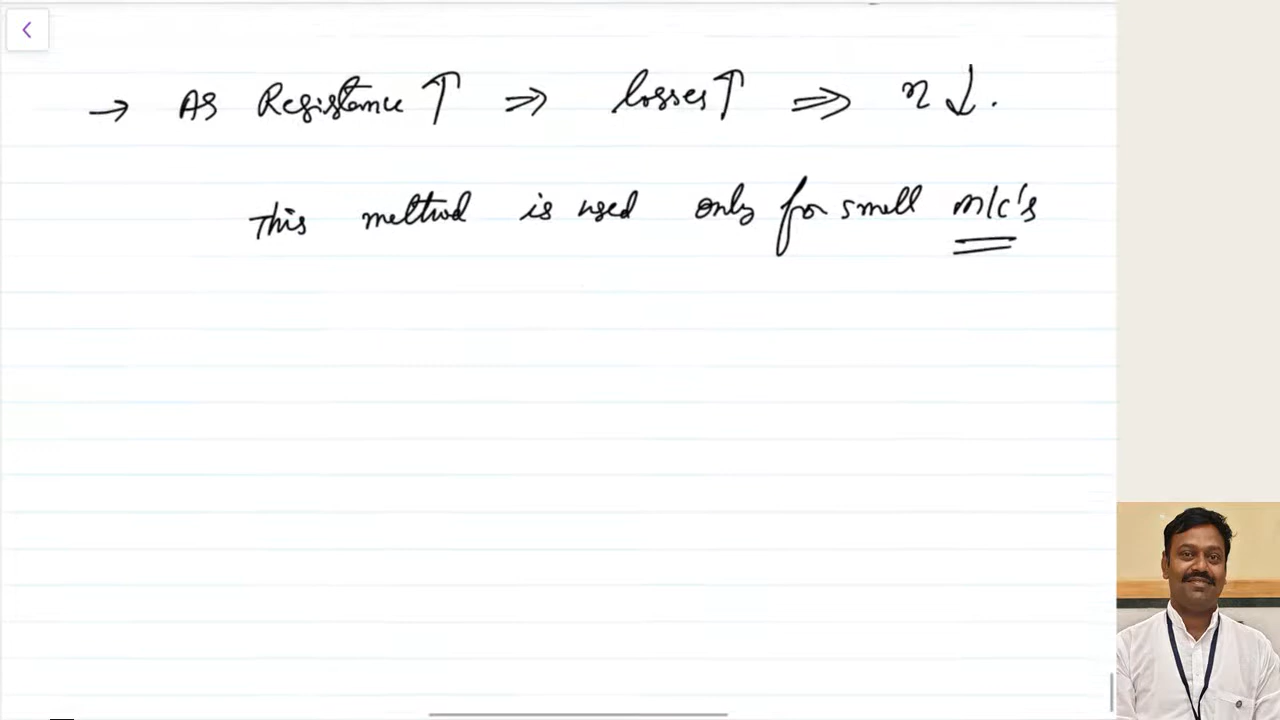 → As Resistance ↑ ⇒ losses ↑ ⇒ η ↓.
This method is used only for small m/c's